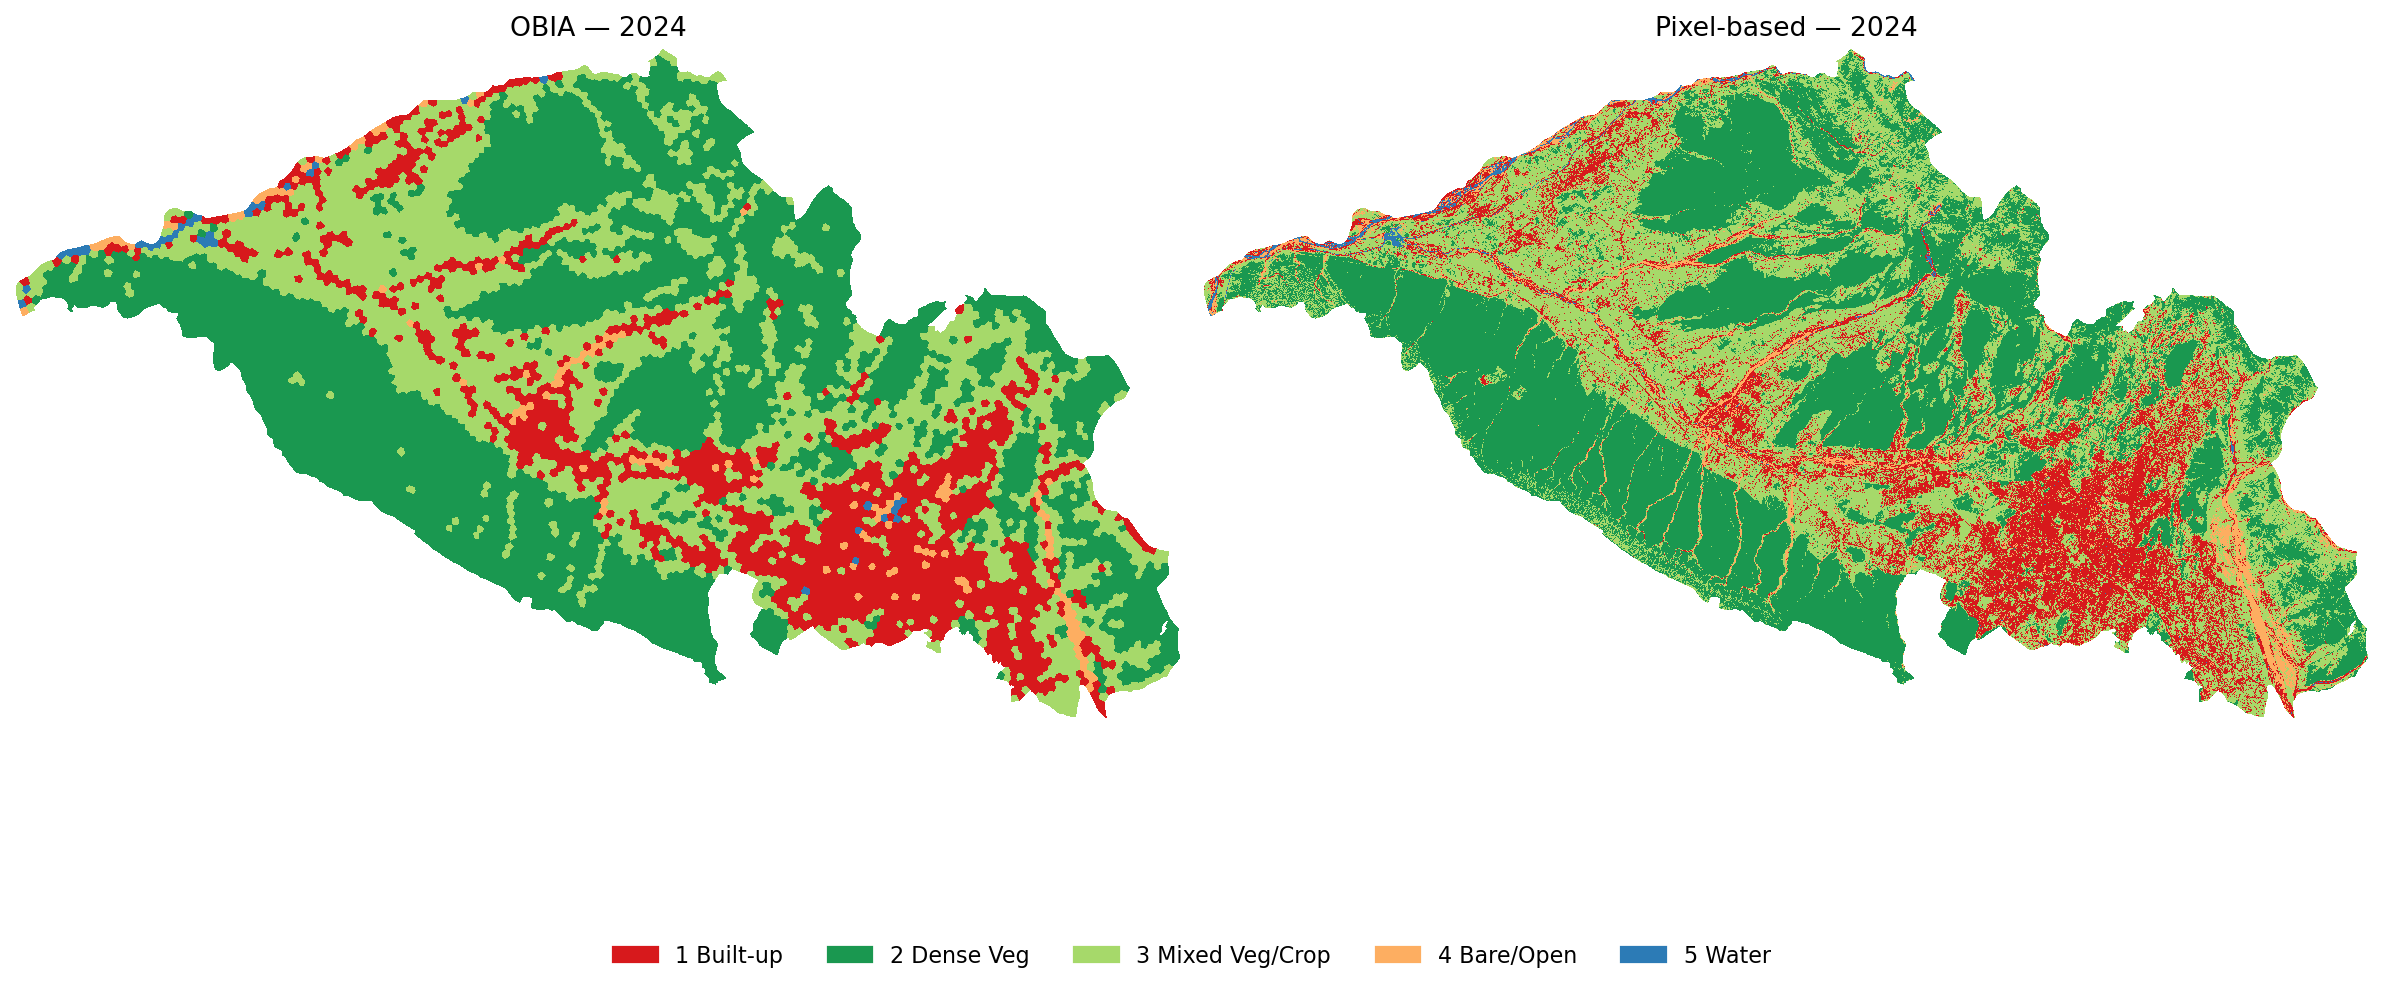 OBIA — 2024
Pixel-based — 2024
1 Built-up
2 Dense Veg
3 Mixed Veg/Crop
4 Bare/Open
5 Water